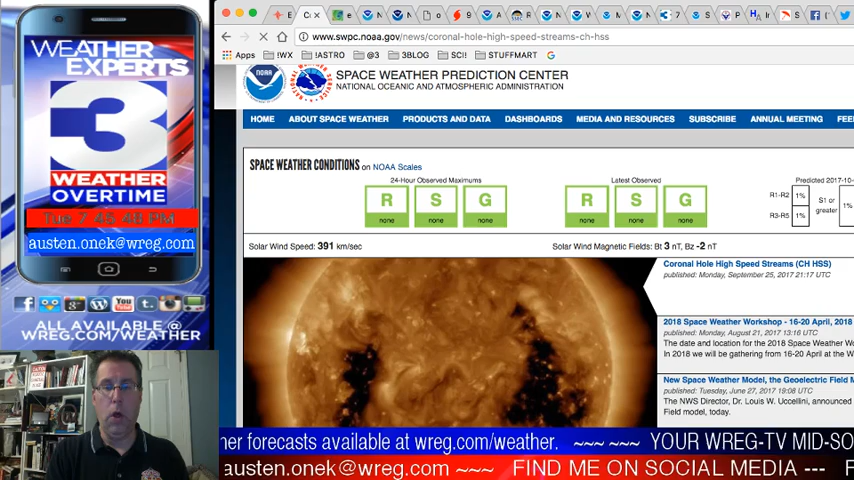 WEATHER
EXPERTS
3
WEATHER
OVERTIME
Tue 7 45 48 PM
austen.onek@wreg.com
ALL AVAILABLE @
WREG.COM/WEATHER
www.swpc.noaa.gov/news/coronal-hole-high-speed-streams-ch-hss
Apps !WX !ASTRO @3 3BLOG SC!! STUFFMART
NOAA
SPACE WEATHER PREDICTION CENTER
NATIONAL OCEANIC AND ATMOSPHERIC ADMINISTRATION
HOME ABOUT SPACE WEATHER PRODUCTS AND DATA DASHBOARDS MEDIA AND RESOURCES SUBSCRIBE ANNUAL MEETING FEE
SPACE WEATHER CONDITIONS on NOAA Scales
24-Hour Observed Maximums
R S G
none none none
Latest Observed
R S G
none none none
Predicted 2017-10-
R1-R2 1%
R3-R5 1%
S1 or
greater
1%
Solar Wind Speed: 391 km/sec
Solar Wind Magnetic Fields: Bt 3 nT, Bz -2 nT
Coronal Hole High Speed Streams (CH HSS)
published: Monday, September 25, 2017 21:17 UTC
2018 Space Weather Workshop - 16-20 April, 2018
published: Monday, August 21, 2017 13:16 UTC
The date and location for the 2018 Space Weather Wo
In 2018 we will be gathering from 16-20 April at the W
New Space Weather Model, the Geoelectric Field M
published: Tuesday, June 27, 2017 19:08 UTC
The NWS Director, Dr. Louis W. Uccellini, announced
Field model, today.
her forecasts available at wreg.com/weather. ~~~ ~~~ YOUR WREG-TV MID-SO
austen.onek@wreg.com ~~~ FIND ME ON SOCIAL MEDIA --- F